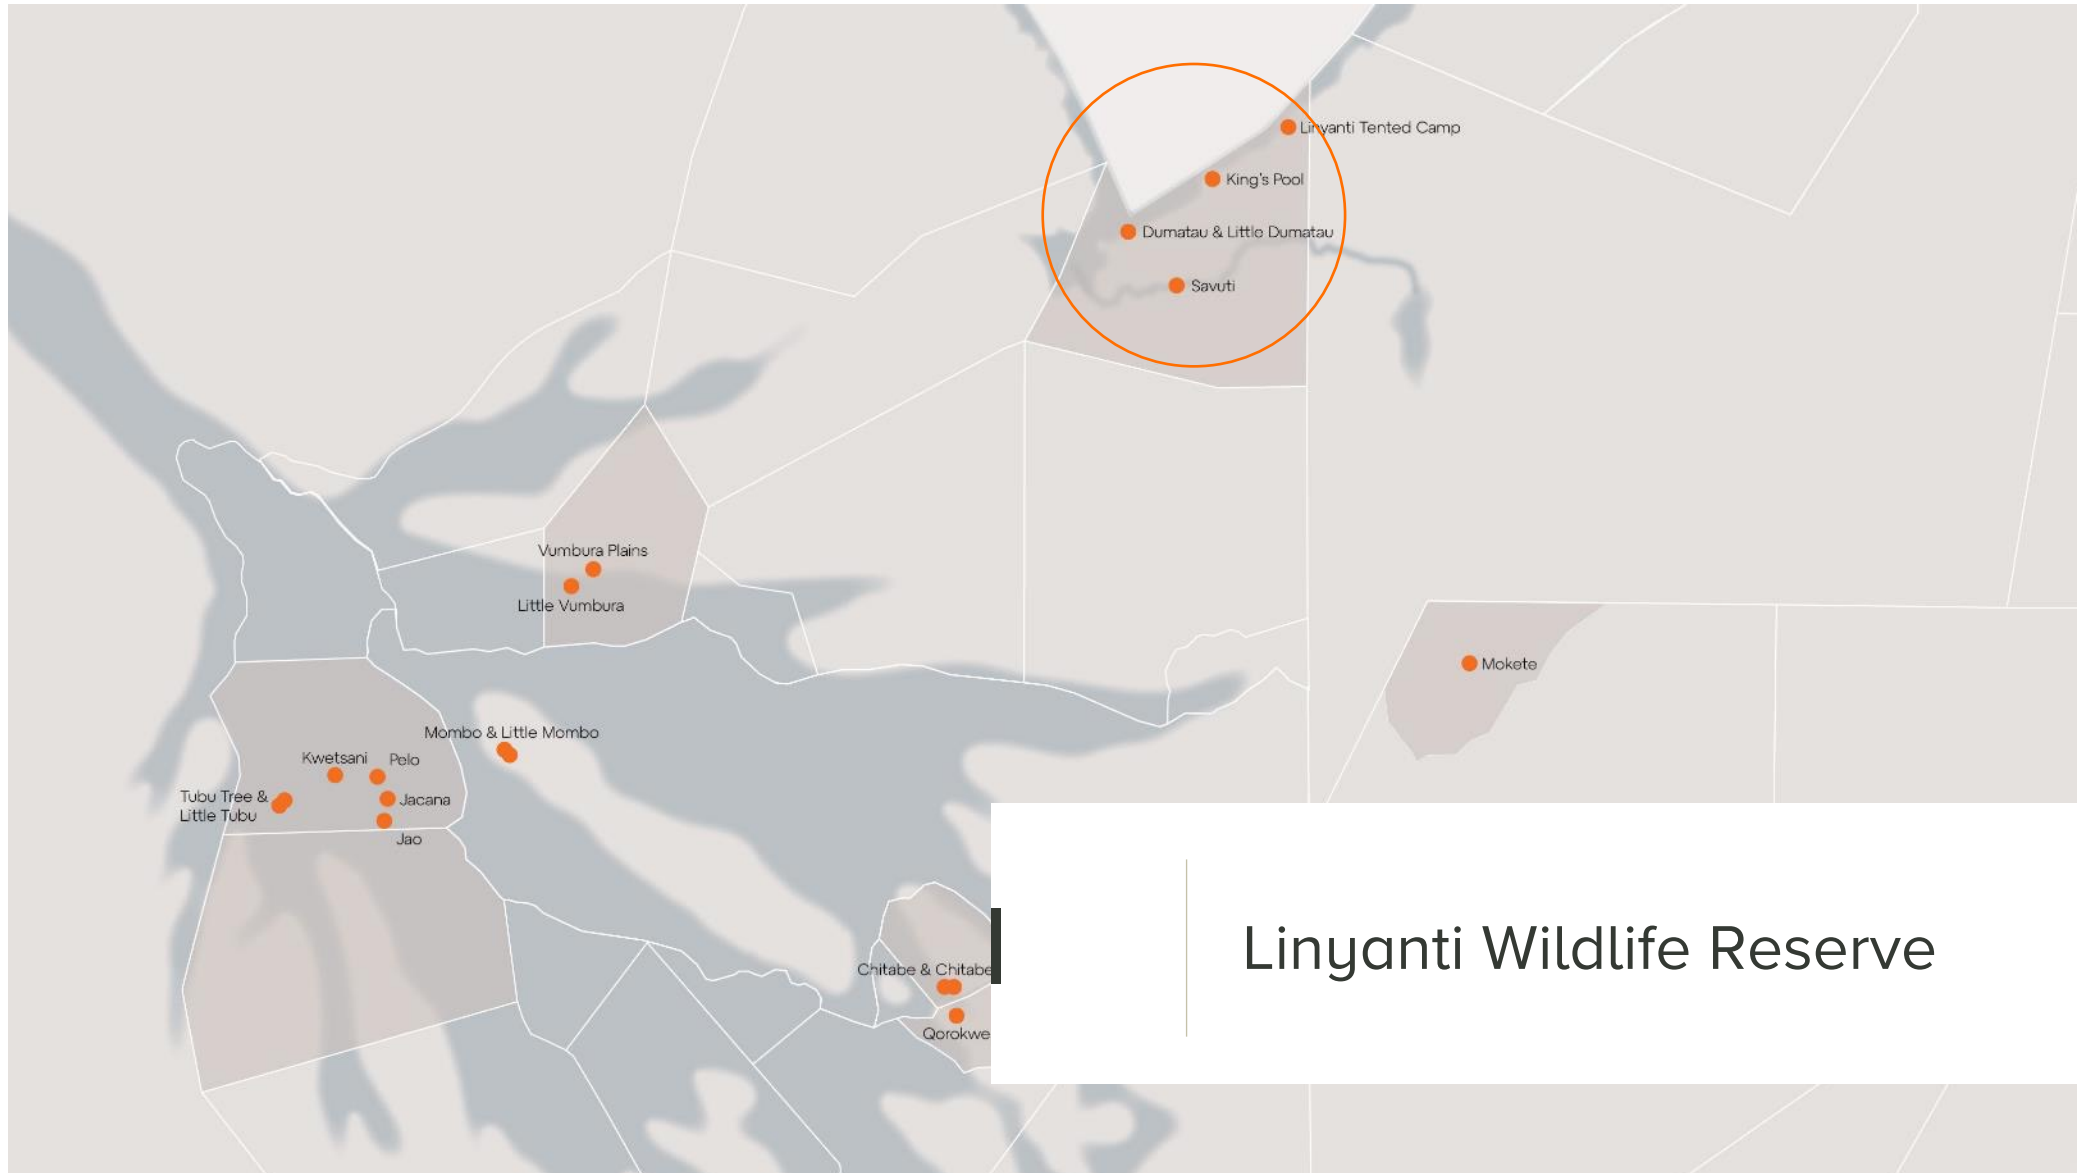 Linyanti Tented Camp
King's Pool
Dumatau & Little Dumatau
Savuti
Vumbura Plains
Little Vumbura
Mokete
Mombo & Little Mombo
Kwetsani
Pelo
Tubu Tree &
Little Tubu
Jacana
Jao
Chitabe & Chitabe
Qorokwe
Linyanti Wildlife Reserve